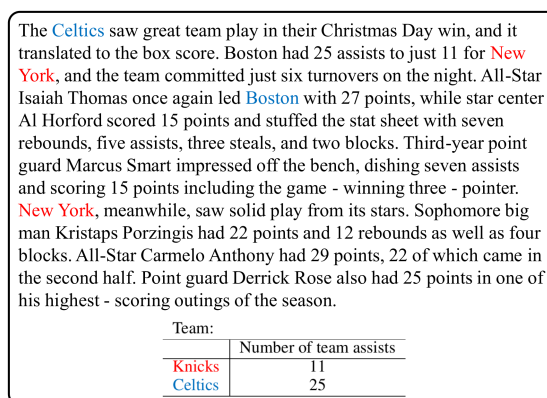 The Celtics saw great team play in their Christmas Day win, and it
translated to the box score. Boston had 25 assists to just 11 for New
York, and the team committed just six turnovers on the night. All-Star
Isaiah Thomas once again led Boston with 27 points, while star center
Al Horford scored 15 points and stuffed the stat sheet with seven
rebounds, five assists, three steals, and two blocks. Third-year point
guard Marcus Smart impressed off the bench, dishing seven assists
and scoring 15 points including the game - winning three - pointer.
New York, meanwhile, saw solid play from its stars. Sophomore big
man Kristaps Porzingis had 22 points and 12 rebounds as well as four
blocks. All-Star Carmelo Anthony had 29 points, 22 of which came in
the second half. Point guard Derrick Rose also had 25 points in one of
his highest - scoring outings of the season.
Team:
Number of team assists
Knicks 11
Celtics 25